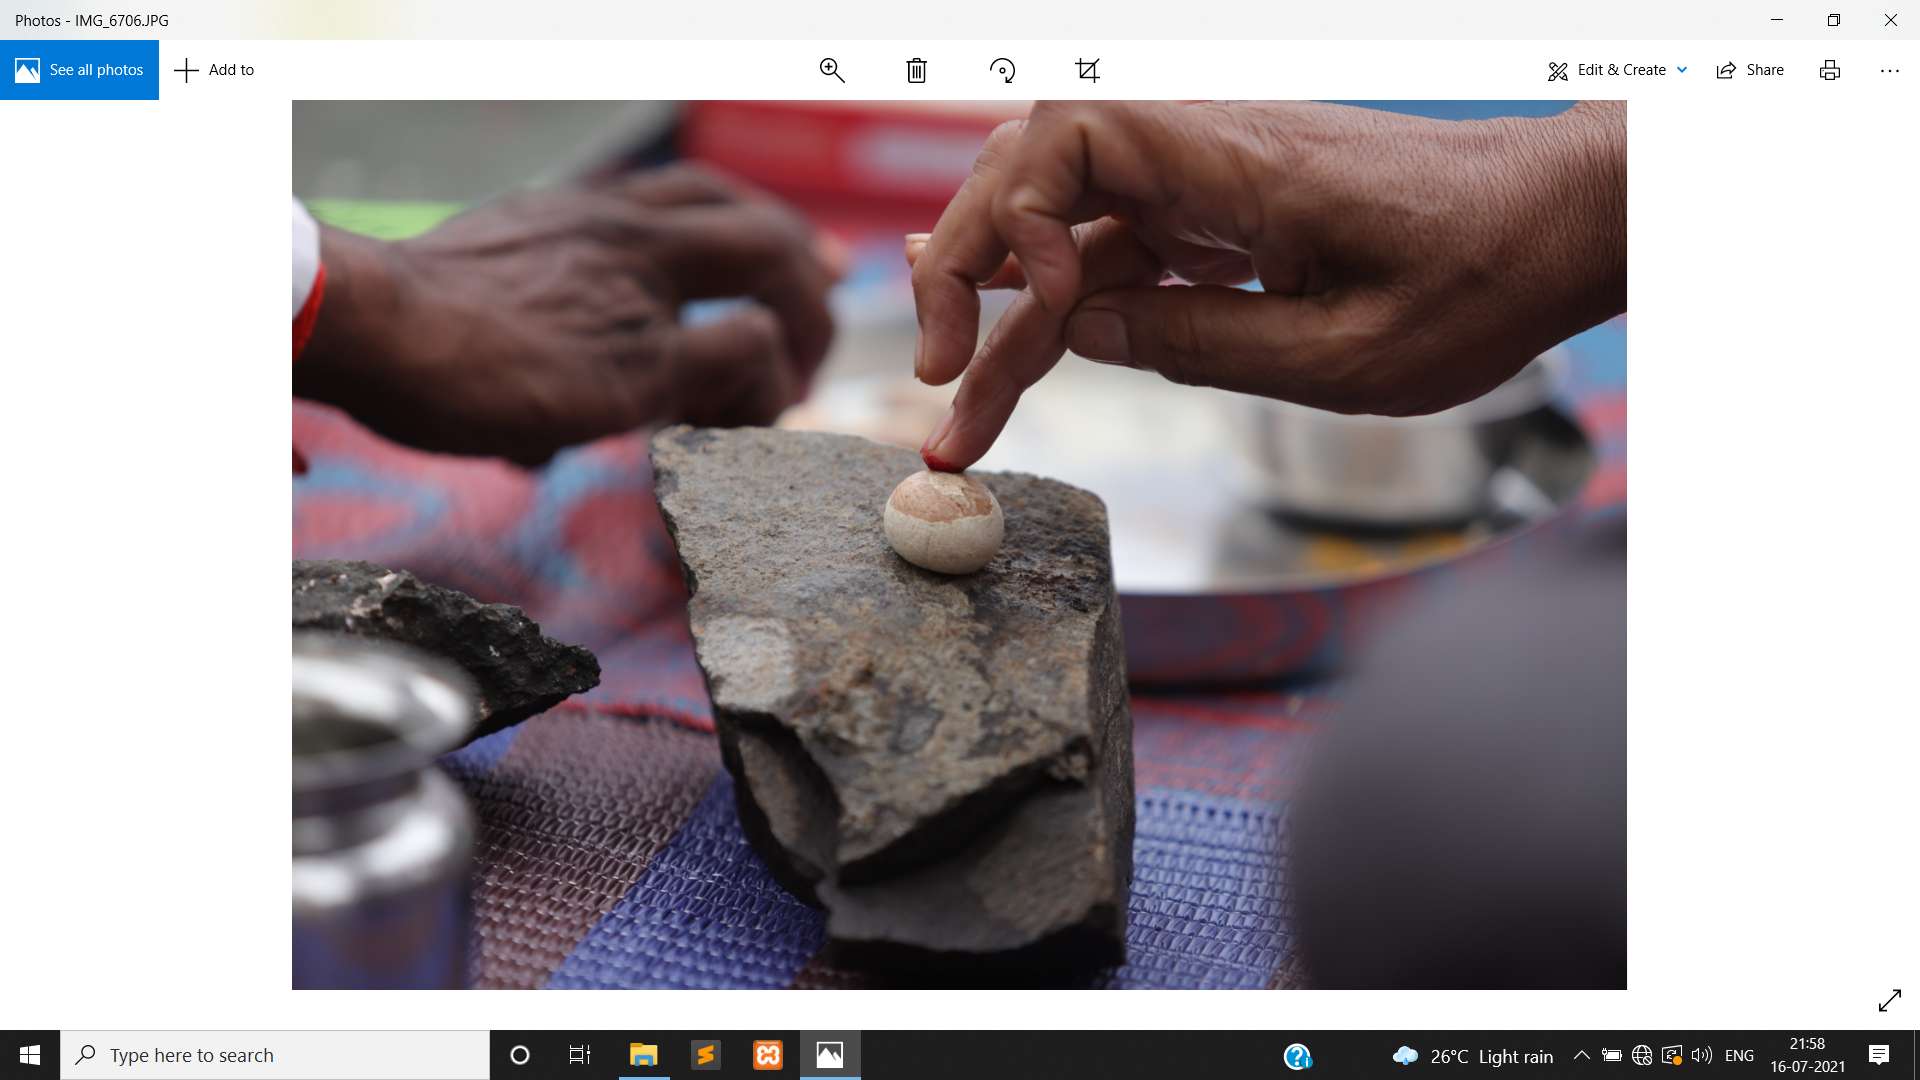 Photos - IMG_6706.JPG
See all photos
Add to
Edit & Create
Share
Type here to search
26°C Light rain
ENG
21:58
16-07-2021